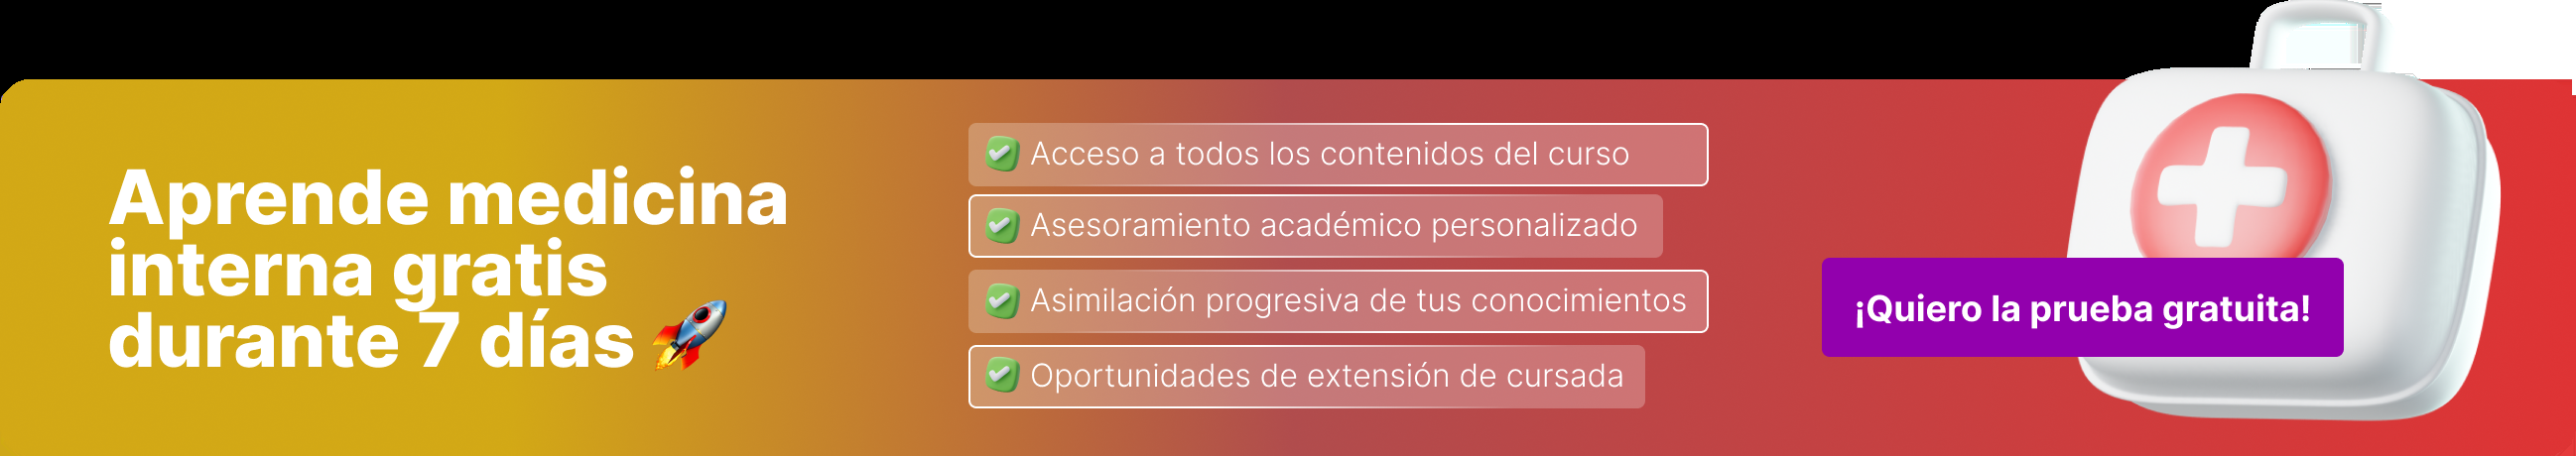 Aprende medicina
interna gratis
durante 7 días
Acceso a todos los contenidos del curso
Asesoramiento académico personalizado
Asimilación progresiva de tus conocimientos
Oportunidades de extensión de cursada
¡Quiero la prueba gratuita!